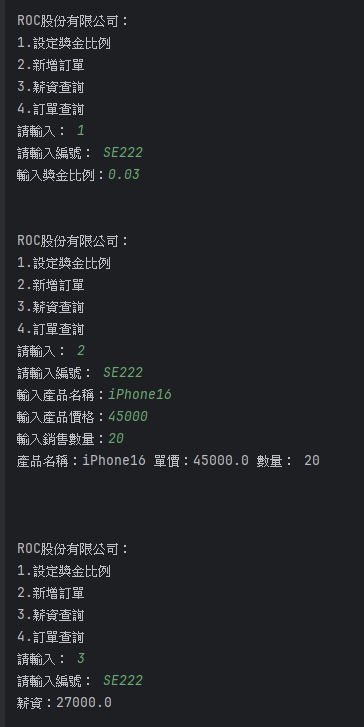 ROC股份有限公司：
1.設定獎金比例
2.新增訂單
3.薪資查詢
4.訂單查詢
請輸入： 1
請輸入編號： SE222
輸入獎金比例：0.03
ROC股份有限公司：
1.設定獎金比例
2.新增訂單
3.薪資查詢
4.訂單查詢
請輸入： 2
請輸入編號： SE222
輸入產品名稱：iPhone16
輸入產品價格：45000
輸入銷售數量：20
產品名稱：iPhone16 單價：45000.0 數量： 20
ROC股份有限公司：
1.設定獎金比例
2.新增訂單
3.薪資查詢
4.訂單查詢
請輸入： 3
請輸入編號： SE222
薪資：27000.0